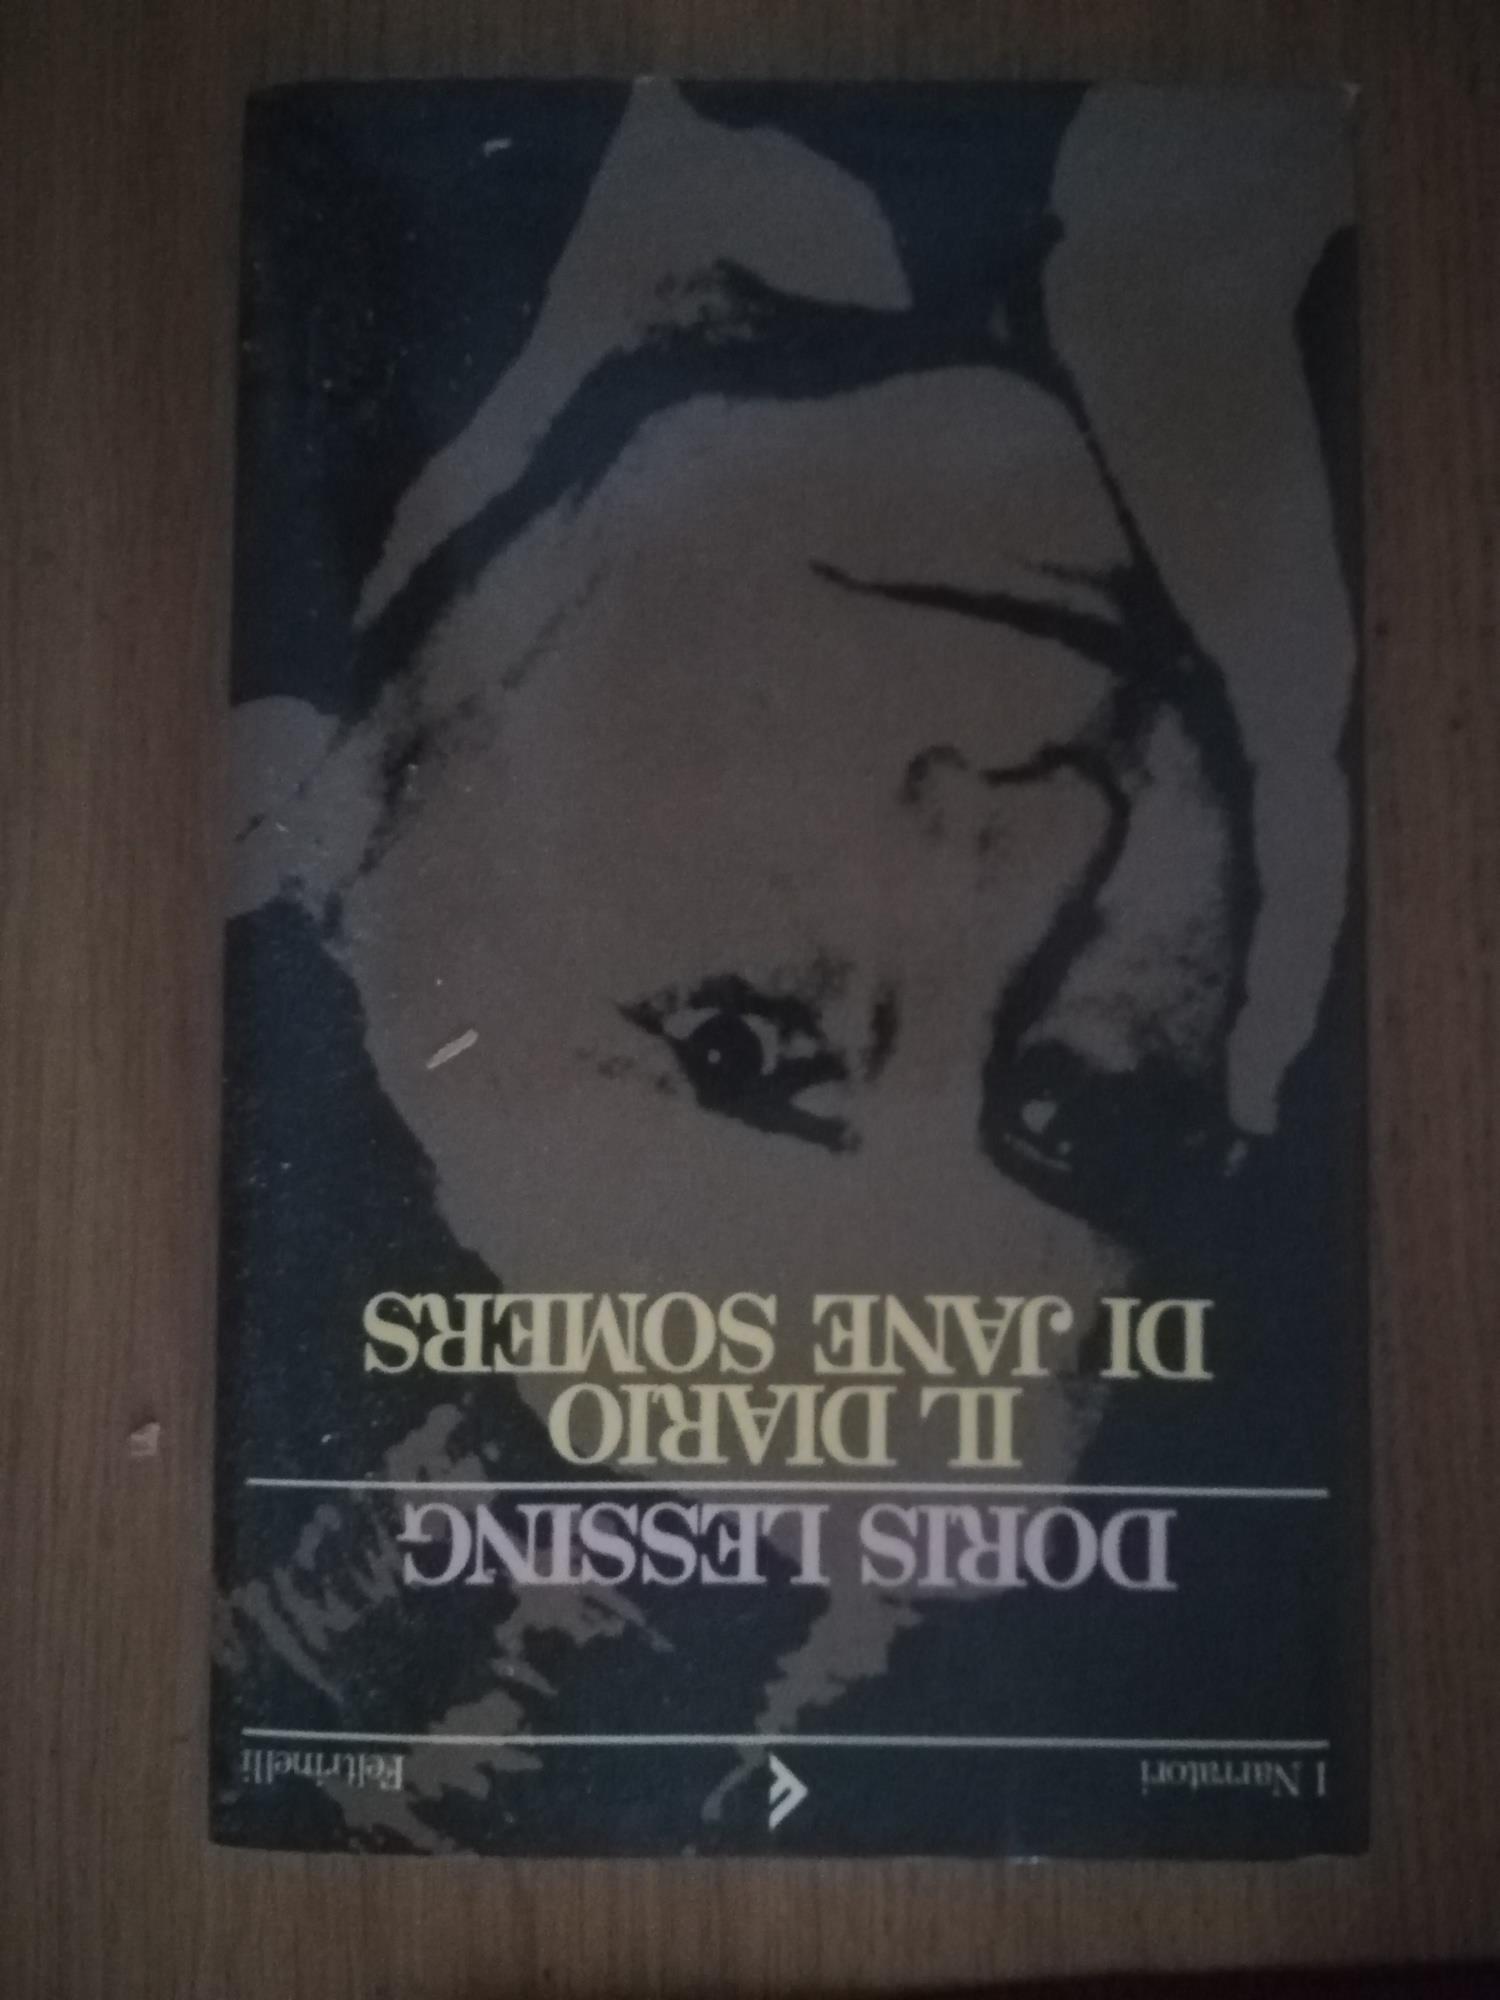 I Narratori
Feltrinelli
DORIS LESSING
IL DIARIO
DI JANE SOMERS